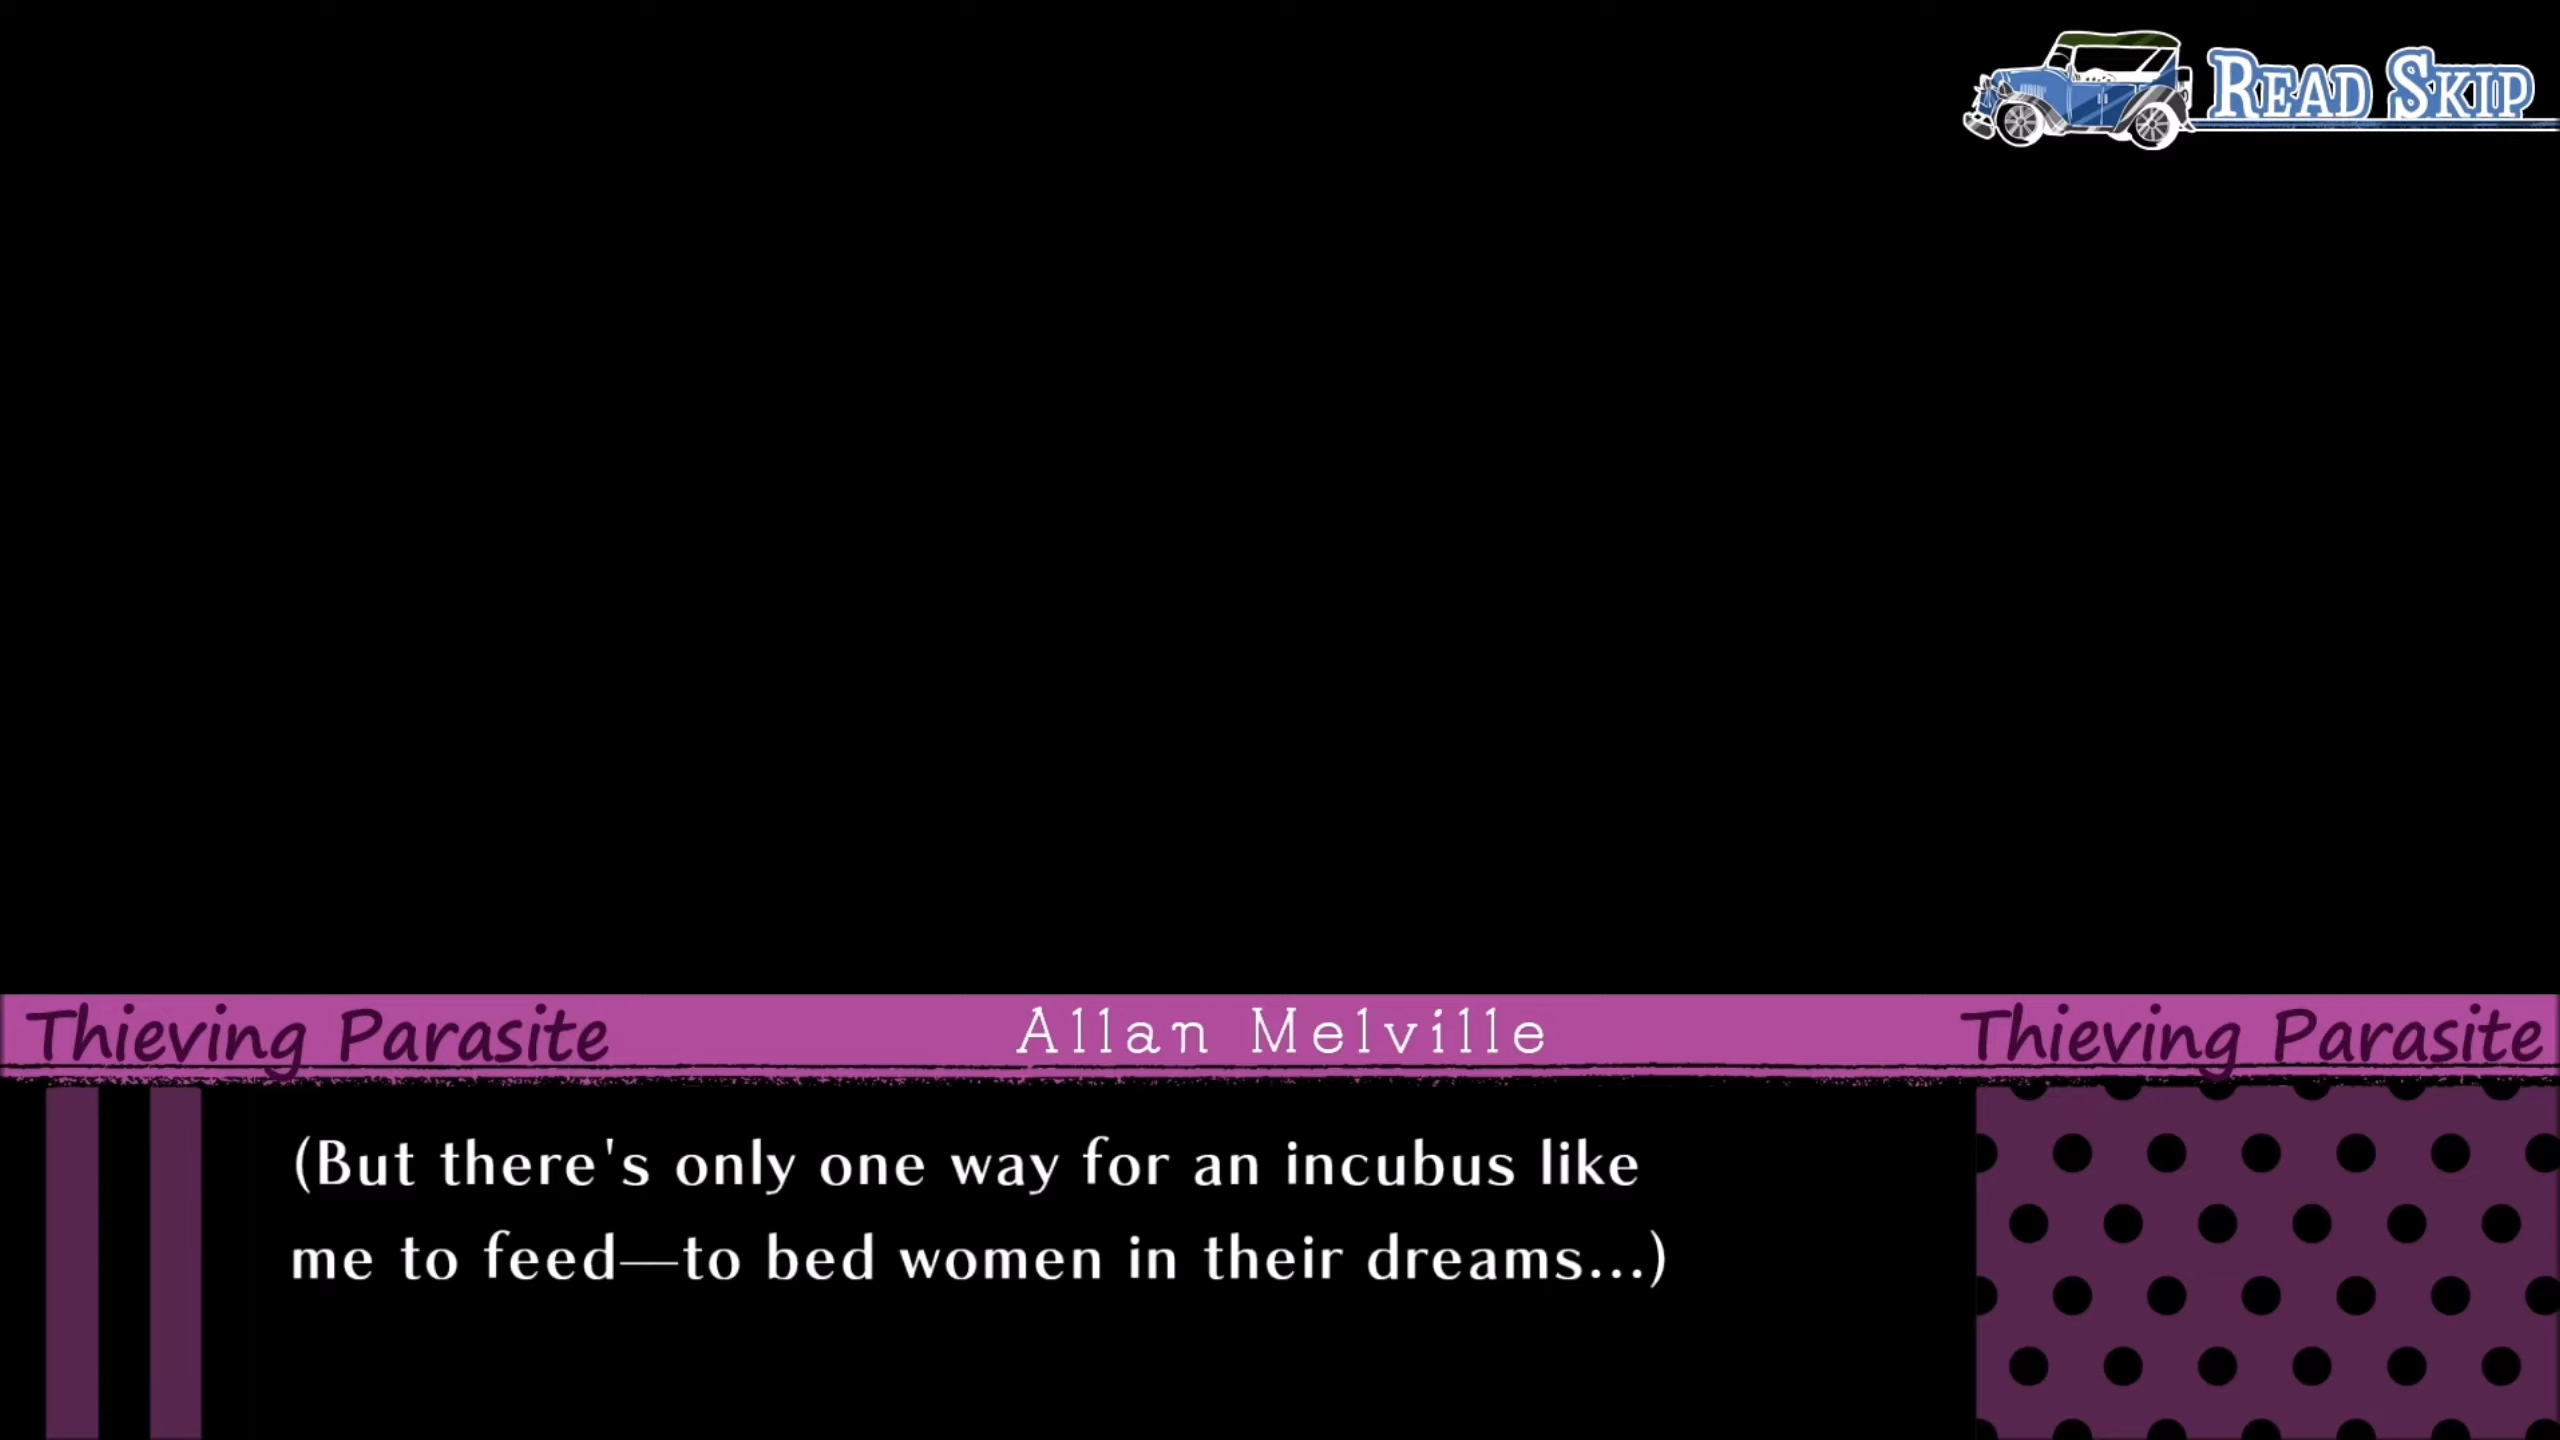 READ SKIP
Thieving Parasite Allan Melville Thieving Parasite
(But there's only one way for an incubus like
me to feed—to bed women in their dreams...)